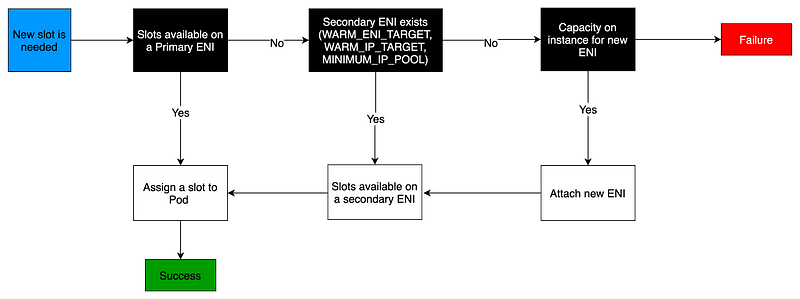 New slot is
needed
Slots available on
a Primary ENI
No
Secondary ENI exists
(WARM_ENI_TARGET,
WARM_IP_TARGET,
MINIMUM_IP_POOL)
No
Capacity on
instance for new
ENI
Failure
Yes
Yes
Yes
Assign a slot to
Pod
Slots available on
a secondary ENI
Attach new ENI
Success